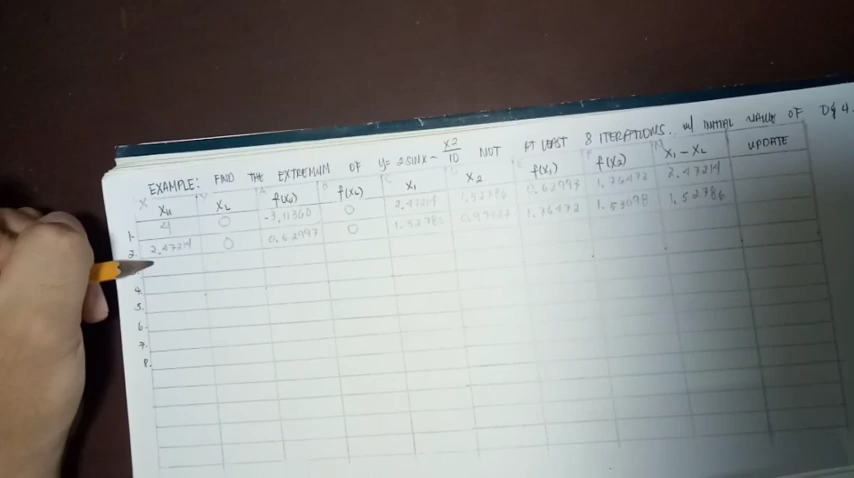 EXAMPLE: FIND THE EXTREMUM OF y= 2SINX - X2/10 NOT AT LEAST 8 ITERATIONS.. w/ INITIAL VALUE OF 0 & 4.
Xu XL f(Xu) f(XL) X1 X2 f(X1) f(X2) X1 - XL UPDATE
1. 4 0 -3.11360 0 2.47214 1.52786 0.62997 1.76472 2.47214
2. 2.47214 0 0.62997 0 1.52786 1.76472 1.53098 1.52786
4.
5.
6.
7.
8.